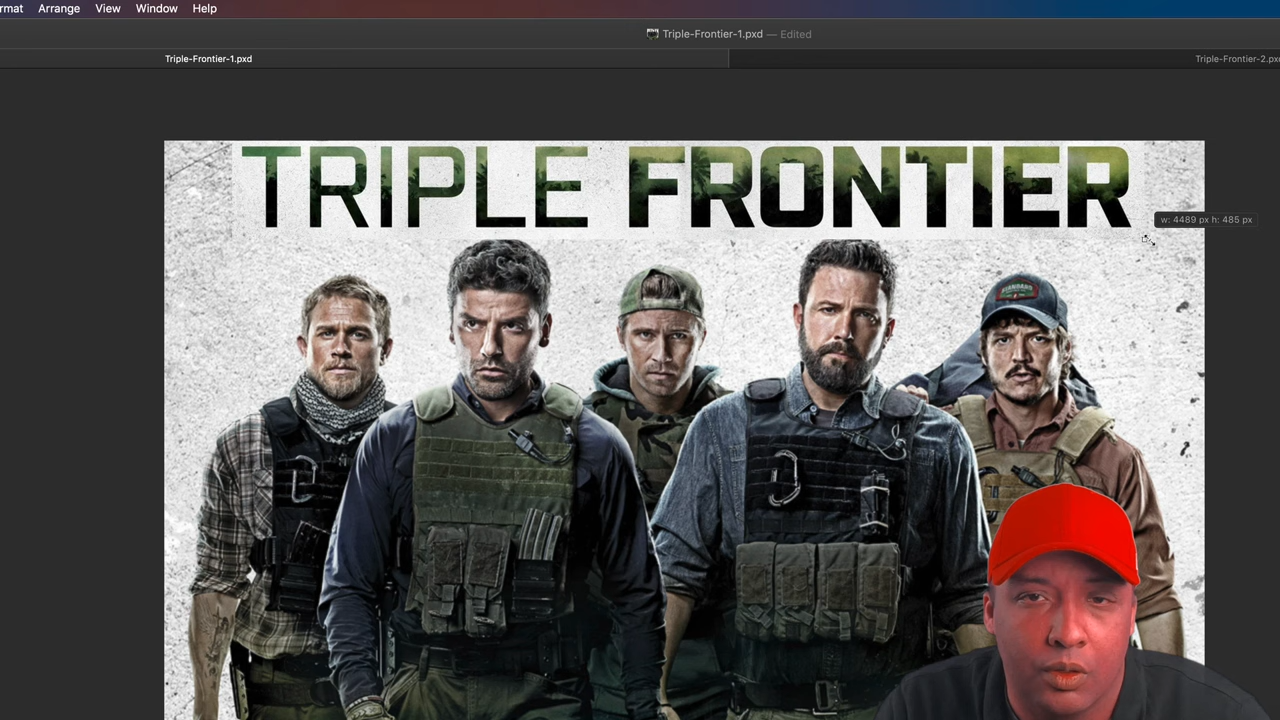 rmat Arrange View Window Help
Triple-Frontier-1.pxd — Edited
Triple-Frontier-1.pxd Triple-Frontier-2.px
TRIPLE FRONTIER
w: 4489 px h: 485 px
STANDARD